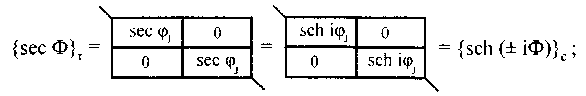 {sec Φ}τ = sec φJ 0 = sch iφJ 0 = {sch (± iΦ)}c ;
0 sec φJ 0 sch iφJ